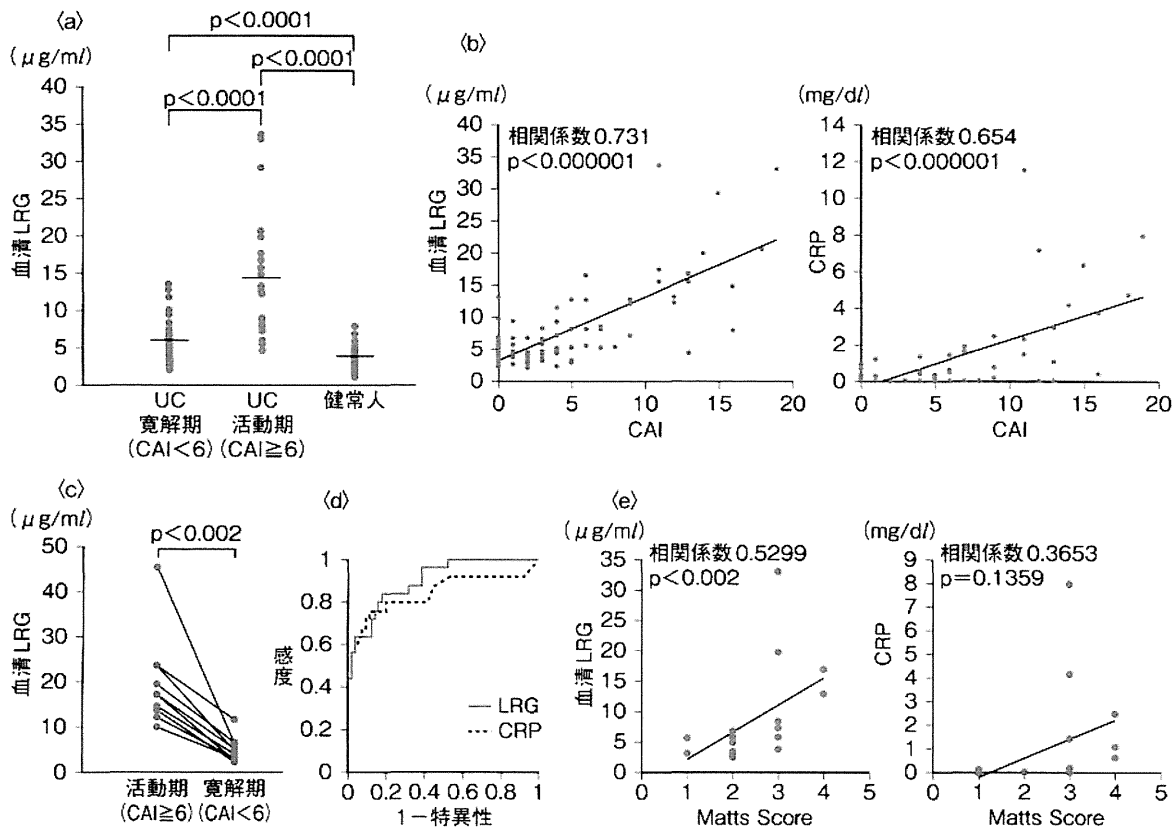 〈a〉
p<0.0001
(μg/ml)
p<0.0001
p<0.0001
40
35
30
25
20
15
10
5
0
血清LRG
UC
寛解期
(CAI<6)
UC
活動期
(CAI≧6)
健常人
〈b〉
(μg/ml)
相関係数0.731
p<0.000001
40
35
30
25
20
15
10
5
0
血清LRG
0 5 10 15 20
CAI
(mg/dl)
相関係数0.654
p<0.000001
14
12
10
8
6
4
2
0
CRP
0 5 10 15 20
CAI
〈c〉
(μg/ml)
p<0.002
50
40
30
20
10
0
血清LRG
活動期
(CAI≧6)
寛解期
(CAI<6)
〈d〉
1
0.8
0.6
0.4
0.2
0
感度
LRG
CRP
0 0.2 0.4 0.6 0.8 1
1−特異性
〈e〉
(μg/ml)
相関係数0.5299
p<0.002
35
30
25
20
15
10
5
0
血清LRG
0 1 2 3 4 5
Matts Score
(mg/dl)
相関係数0.3653
p=0.1359
9
8
7
6
5
4
3
2
1
0
CRP
0 1 2 3 4 5
Matts Score